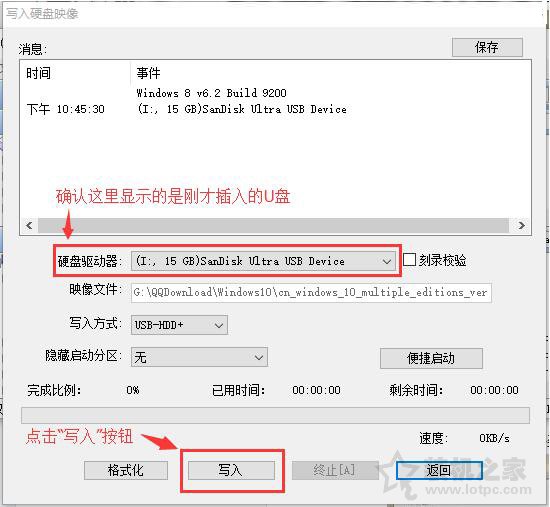 写入硬盘映像
消息:
保存
时间 事件
Windows 8 v6.2 Build 9200
下午 10:45:30 (I:, 15 GB)SanDisk Ultra USB Device
确认这里显示的是刚才插入的U盘
硬盘驱动器: (I:, 15 GB)SanDisk Ultra USB Device 刻录校验
映像文件: G:\QQDownload\Windows10\cn_windows_10_multiple_editions_ver
写入方式: USB-HDD+
隐藏启动分区: 无 便捷启动
完成比例: 0% 已用时间: 00:00:00 剩余时间: 00:00:00
点击“写入”按钮
速度: 0KB/s
格式化 写入 终止[A] 返回
装机之家
www.lotpc.com